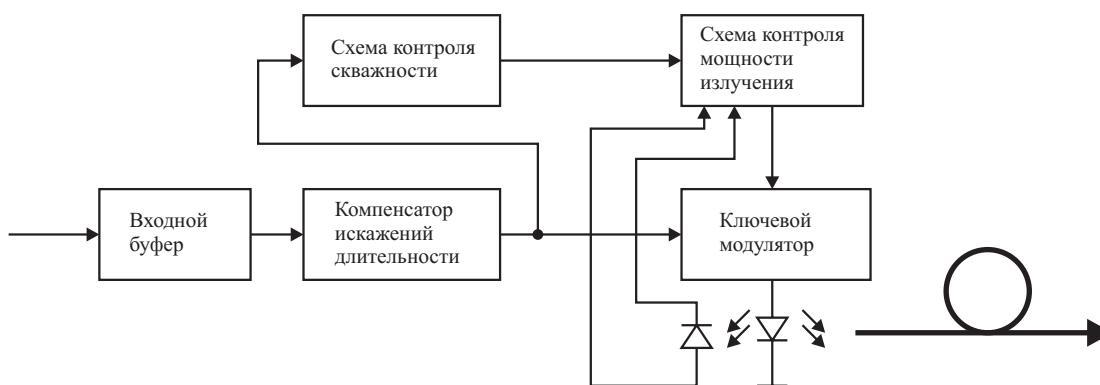 Схема контроля
скважности
Схема контроля
мощности
излучения
Входной
буфер
Компенсатор
искажений
длительности
Ключевой
модулятор